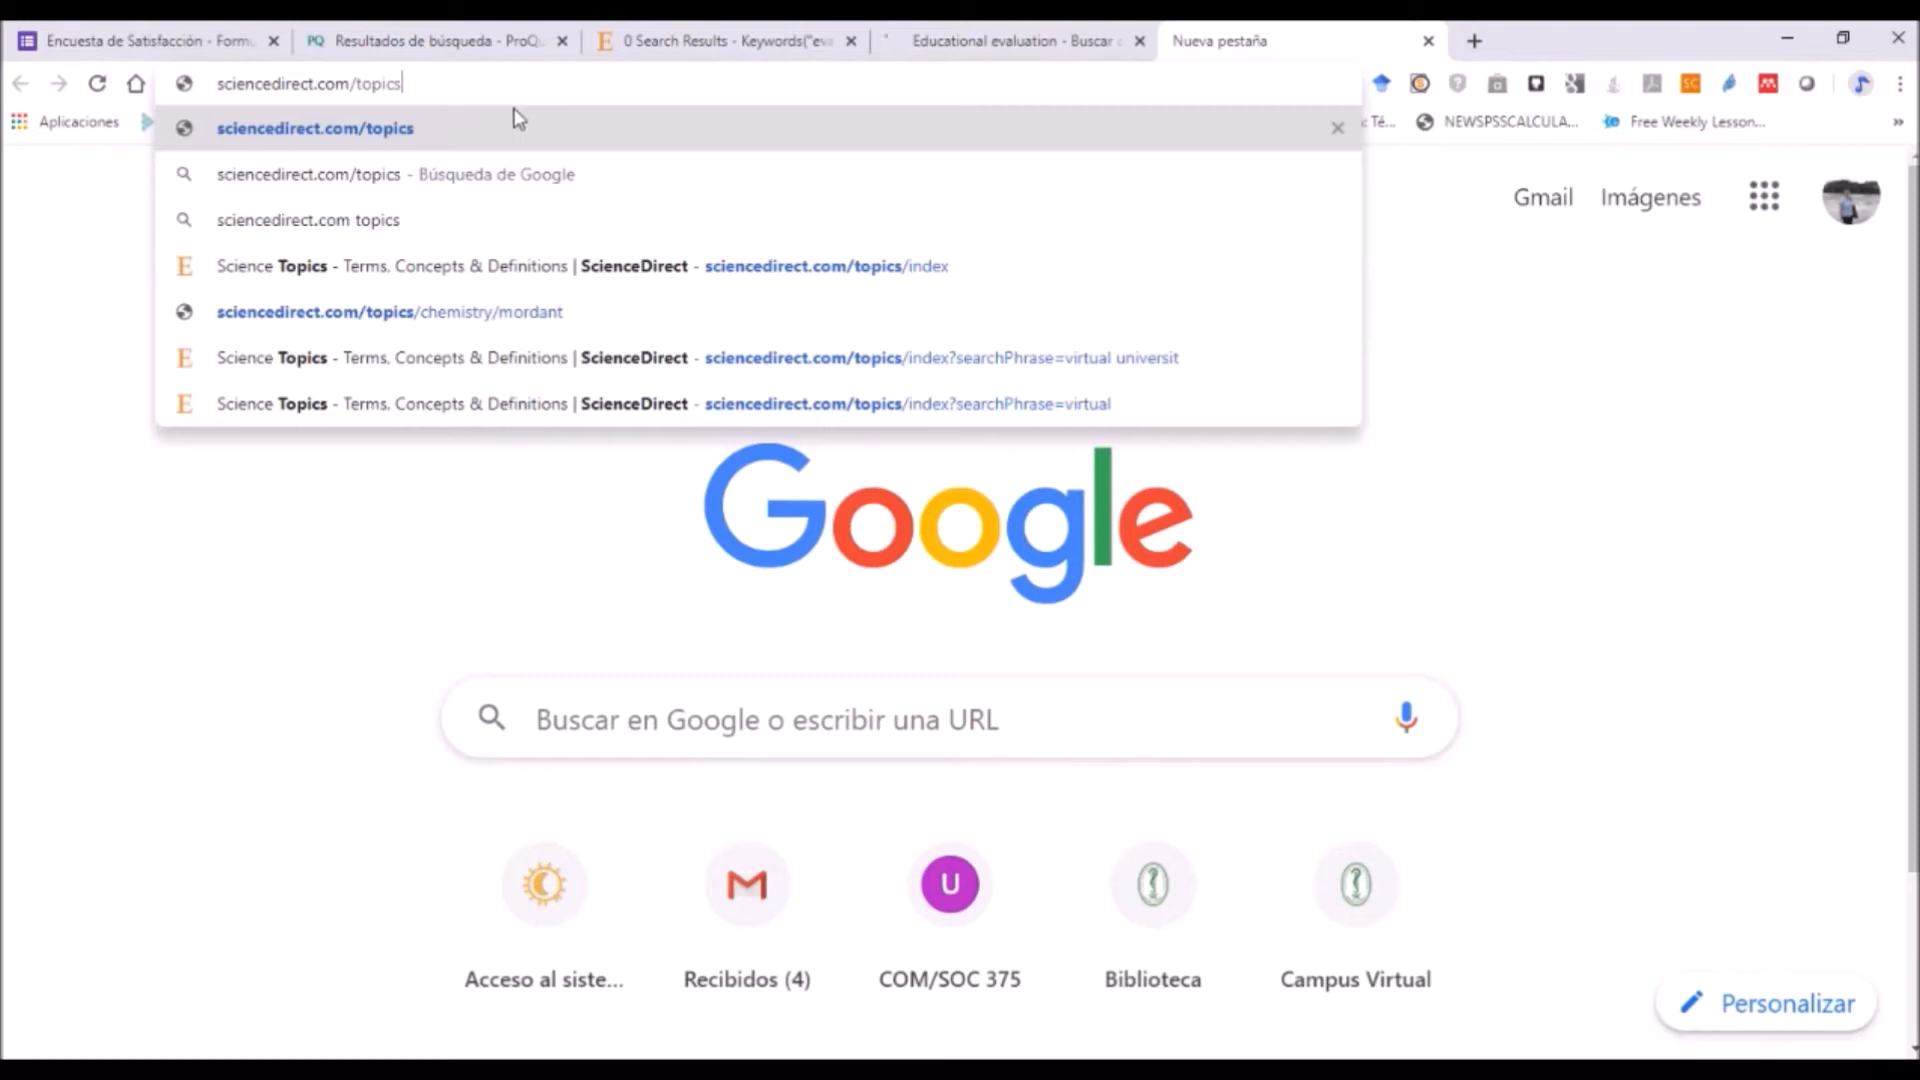 Encuesta de Satisfacción - Formu
Resultados de búsqueda - ProQu
0 Search Results - Keywords("eva
Educational evaluation - Buscar c
Nueva pestaña
sciencedirect.com/topics
Aplicaciones
: Té...
NEWSPSSCALCULA...
Free Weekly Lesson...
»
sciencedirect.com/topics
sciencedirect.com/topics - Búsqueda de Google
sciencedirect.com topics
Science Topics - Terms, Concepts & Definitions | ScienceDirect - sciencedirect.com/topics/index
sciencedirect.com/topics/chemistry/mordant
Science Topics - Terms, Concepts & Definitions | ScienceDirect - sciencedirect.com/topics/index?searchPhrase=virtual universit
Science Topics - Terms, Concepts & Definitions | ScienceDirect - sciencedirect.com/topics/index?searchPhrase=virtual
Gmail
Imágenes
Google
Buscar en Google o escribir una URL
U
Acceso al siste...
Recibidos (4)
COM/SOC 375
Biblioteca
Campus Virtual
Personalizar